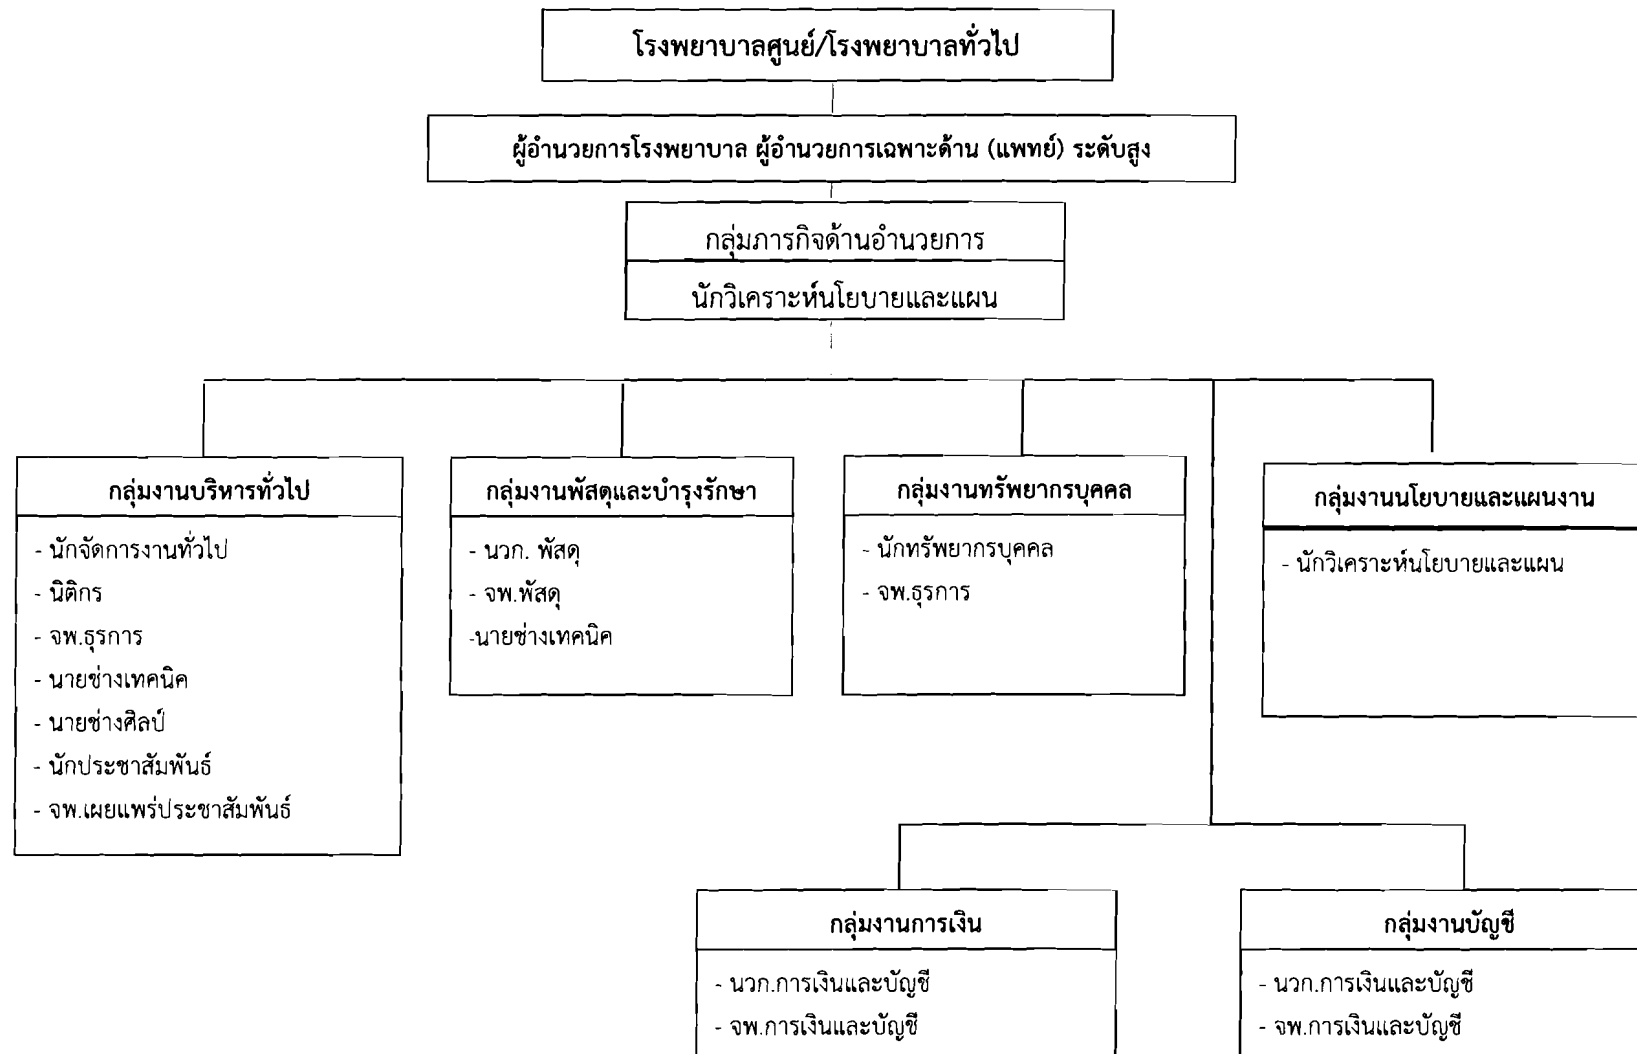 โรงพยาบาลศูนย์/โรงพยาบาลทั่วไป
ผู้อำนวยการโรงพยาบาล ผู้อำนวยการเฉพาะด้าน (แพทย์) ระดับสูง
กลุ่มภารกิจด้านอำนวยการ
นักวิเคราะห์นโยบายและแผน
กลุ่มงานบริหารทั่วไป
- นักจัดการงานทั่วไป
- นิติกร
- จพ.ธุรการ
- นายช่างเทคนิค
- นายช่างศิลป์
- นักประชาสัมพันธ์
- จพ.เผยแพร่ประชาสัมพันธ์
กลุ่มงานพัสดุและบำรุงรักษา
- นวก. พัสดุ
- จพ.พัสดุ
-นายช่างเทคนิค
กลุ่มงานทรัพยากรบุคคล
- นักทรัพยากรบุคคล
- จพ.ธุรการ
กลุ่มงานนโยบายและแผนงาน
- นักวิเคราะห์นโยบายและแผน
กลุ่มงานการเงิน
- นวก.การเงินและบัญชี
- จพ.การเงินและบัญชี
กลุ่มงานบัญชี
- นวก.การเงินและบัญชี
- จพ.การเงินและบัญชี